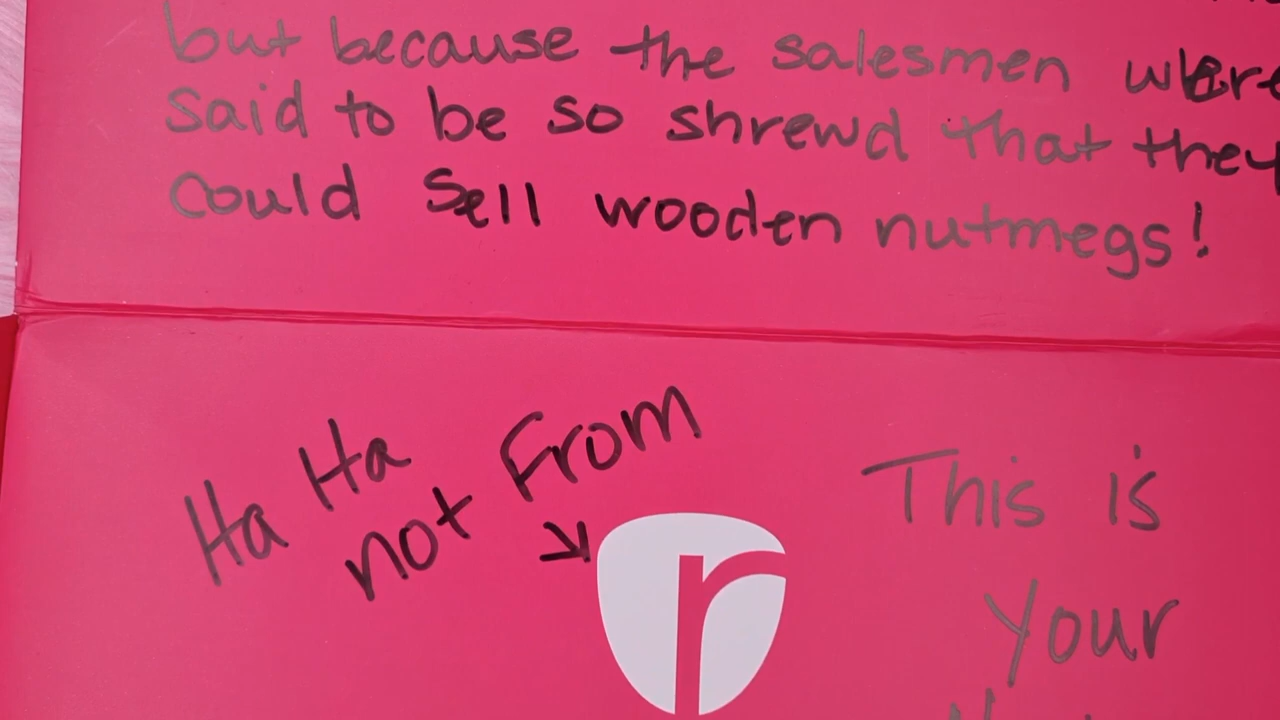 but because the salesmen were
said to be so shrewd that they
could sell wooden nutmegs!
Ha Ha
not From
r
This is
Your